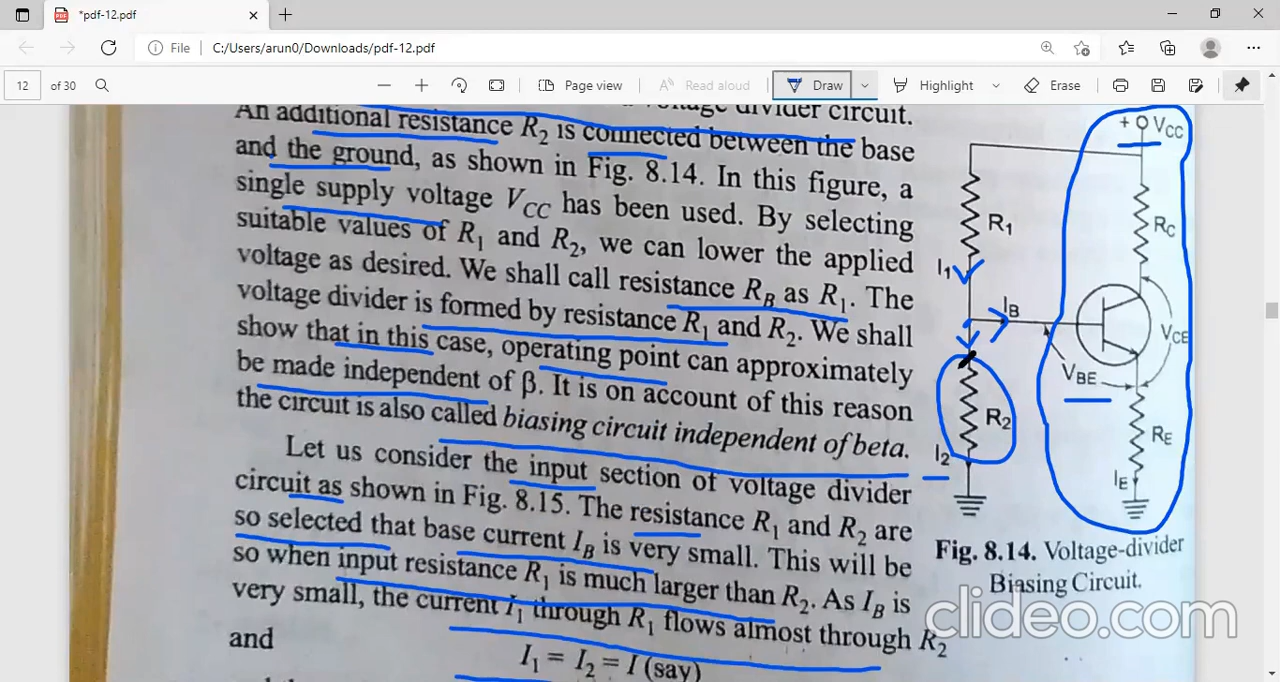 *pdf-12.pdf
File C:/Users/arun0/Downloads/pdf-12.pdf
12 of 30 Page view Read aloud Draw Highlight Erase
voltage divider circuit.
An additional resistance R2 is connected between the base
and the ground, as shown in Fig. 8.14. In this figure, a
single supply voltage VCC has been used. By selecting
suitable values of R1 and R2, we can lower the applied
voltage as desired. We shall call resistance RB as R1. The
voltage divider is formed by resistance R1 and R2. We shall
show that in this case, operating point can approximately
be made independent of β. It is on account of this reason
the circuit is also called biasing circuit independent of beta.
Let us consider the input section of voltage divider
circuit as shown in Fig. 8.15. The resistance R1 and R2 are
so selected that base current IB is very small. This will be
so when input resistance R1 is much larger than R2. As IB is
very small, the current I1 through R1 flows almost through R2
and
I1 = I2 = I (say)
+ VCC
R1
RC
I1
IB
VCE
VBE
R2
RE
I2
IE
Fig. 8.14. Voltage-divider
Biasing Circuit.
clideo.com